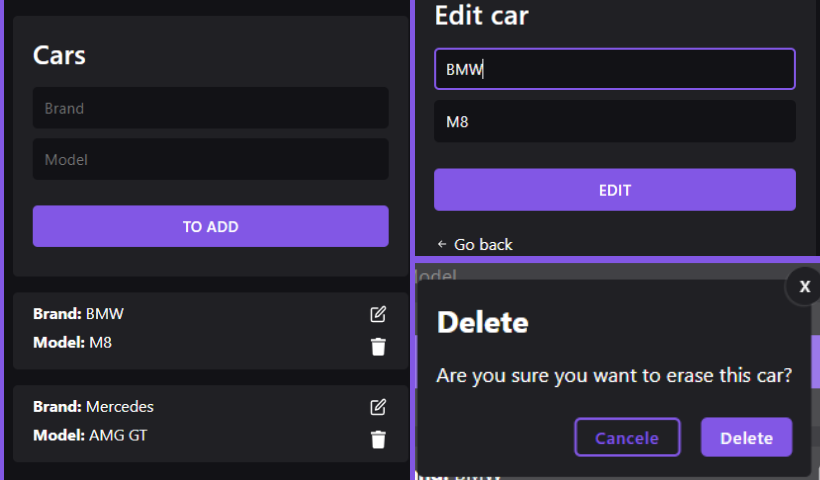 Cars
Brand
Model
TO ADD
Brand: BMW
Model: M8
Brand: Mercedes
Model: AMG GT
Edit car
BMW
M8
EDIT
← Go back
Model
X
Delete
Are you sure you want to erase this car?
Cancele
Delete